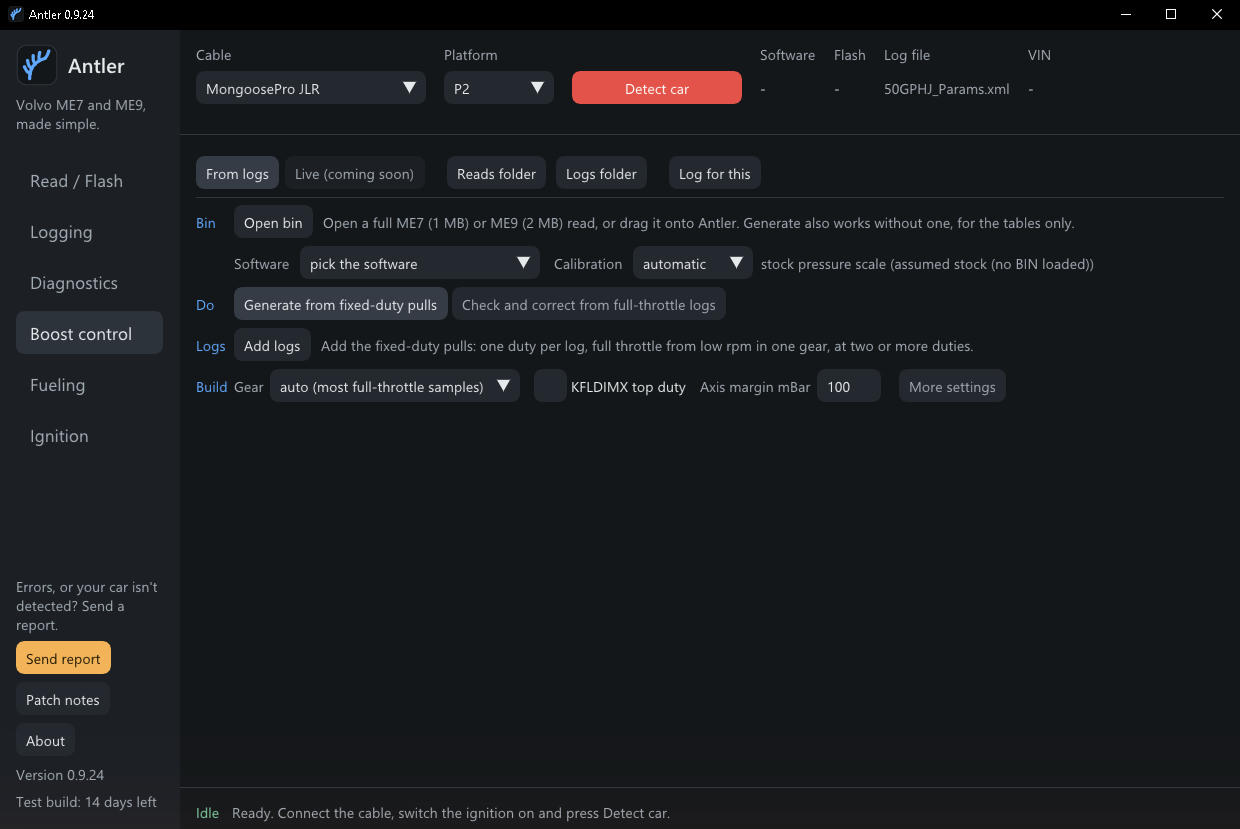 Antler 0.9.24
Antler
Volvo ME7 and ME9,
made simple.
Read / Flash
Logging
Diagnostics
Boost control
Fueling
Ignition
Errors, or your car isn't
detected? Send a
report.
Send report
Patch notes
About
Version 0.9.24
Test build: 14 days left
Cable Platform Software Flash Log file VIN
MongoosePro JLR P2 Detect car - - 50GPHJ_Params.xml -
From logs Live (coming soon) Reads folder Logs folder Log for this
Bin Open bin Open a full ME7 (1 MB) or ME9 (2 MB) read, or drag it onto Antler. Generate also works without one, for the tables only.
Software pick the software Calibration automatic stock pressure scale (assumed stock (no BIN loaded))
Do Generate from fixed-duty pulls Check and correct from full-throttle logs
Logs Add logs Add the fixed-duty pulls: one duty per log, full throttle from low rpm in one gear, at two or more duties.
Build Gear auto (most full-throttle samples) KFLDIMX top duty Axis margin mBar 100 More settings
Idle Ready. Connect the cable, switch the ignition on and press Detect car.